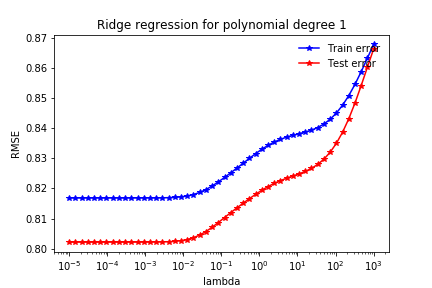 Ridge regression for polynomial degree 1
Train error
Test error
RMSE
0.87
0.86
0.85
0.84
0.83
0.82
0.81
0.80
10⁻⁵ 10⁻⁴ 10⁻³ 10⁻² 10⁻¹ 10⁰ 10¹ 10² 10³
lambda